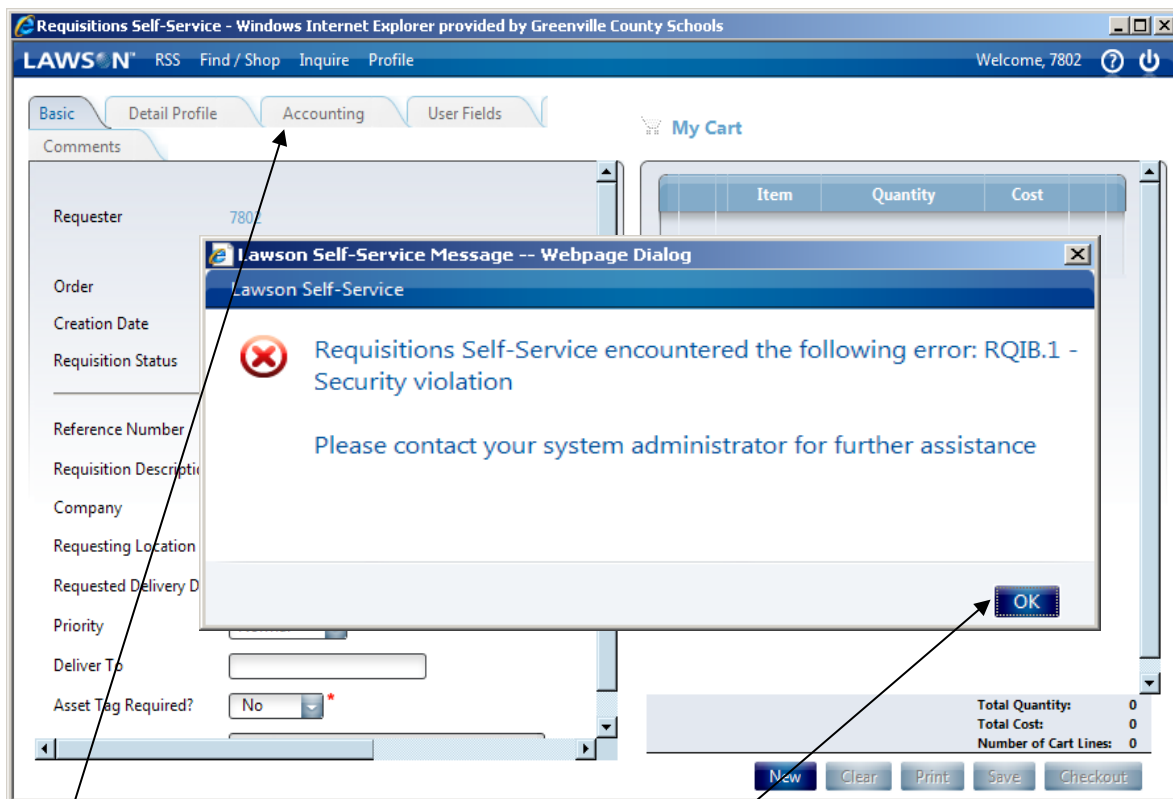 Requisitions Self-Service - Windows Internet Explorer provided by Greenville County Schools
LAWSON™ RSS Find / Shop Inquire Profile Welcome, 7802
Basic Detail Profile Accounting User Fields
Comments
My Cart
Item Quantity Cost
Requester 7802
Lawson Self-Service Message -- Webpage Dialog
Lawson Self-Service
Requisitions Self-Service encountered the following error: RQIB.1 -
Security violation
Please contact your system administrator for further assistance
OK
Order
Creation Date
Requisition Status
Reference Number
Requisition
Company
Requesting Location
Requested Delivery D
Priority
Deliver To
Asset Tag Required? No *
Total Quantity: 0
Total Cost: 0
Number of Cart Lines: 0
New Clear Print Save Checkout